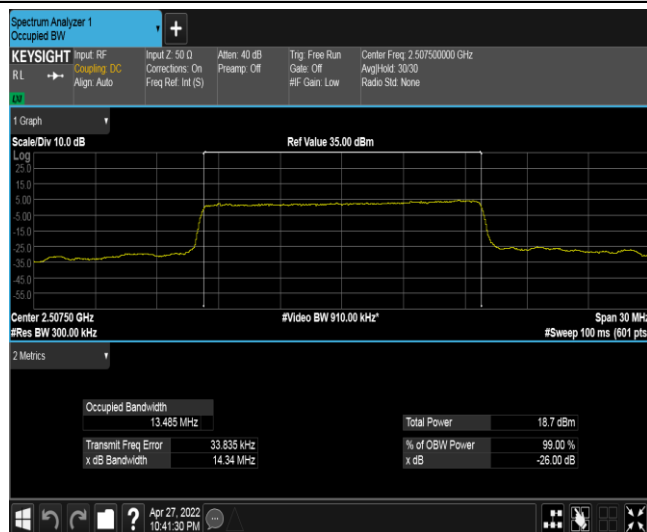 Spectrum Analyzer 1
Occupied BW
+
KEYSIGHT Input: RF Input Z: 50 Ω Atten: 40 dB Trig: Free Run Center Freq: 2.507500000 GHz
RL Coupling: DC Corrections: On Preamp: Off Gate: Off Avg|Hold: 30/30
Align: Auto Freq Ref: Int (S) #IF Gain: Low Radio Std: None
1 Graph
Scale/Div 10.0 dB Ref Value 35.00 dBm
Log
25.0
15.0
5.00
-5.00
-15.0
-25.0
-35.0
-45.0
-55.0
Center 2.50750 GHz #Video BW 910.00 kHz* Span 30 MHz
#Res BW 300.00 kHz #Sweep 100 ms (601 pts
2 Metrics
Occupied Bandwidth
13.485 MHz Total Power 18.7 dBm
Transmit Freq Error 33.835 kHz % of OBW Power 99.00 %
x dB Bandwidth 14.34 MHz x dB -26.00 dB
? Apr 27, 2022
10:41:30 PM